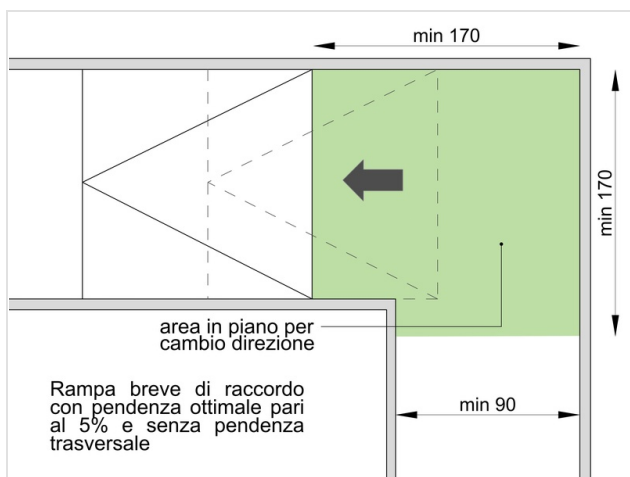 min 170
min 170
area in piano per
cambio direzione
Rampa breve di raccordo
con pendenza ottimale pari
al 5% e senza pendenza
trasversale
min 90